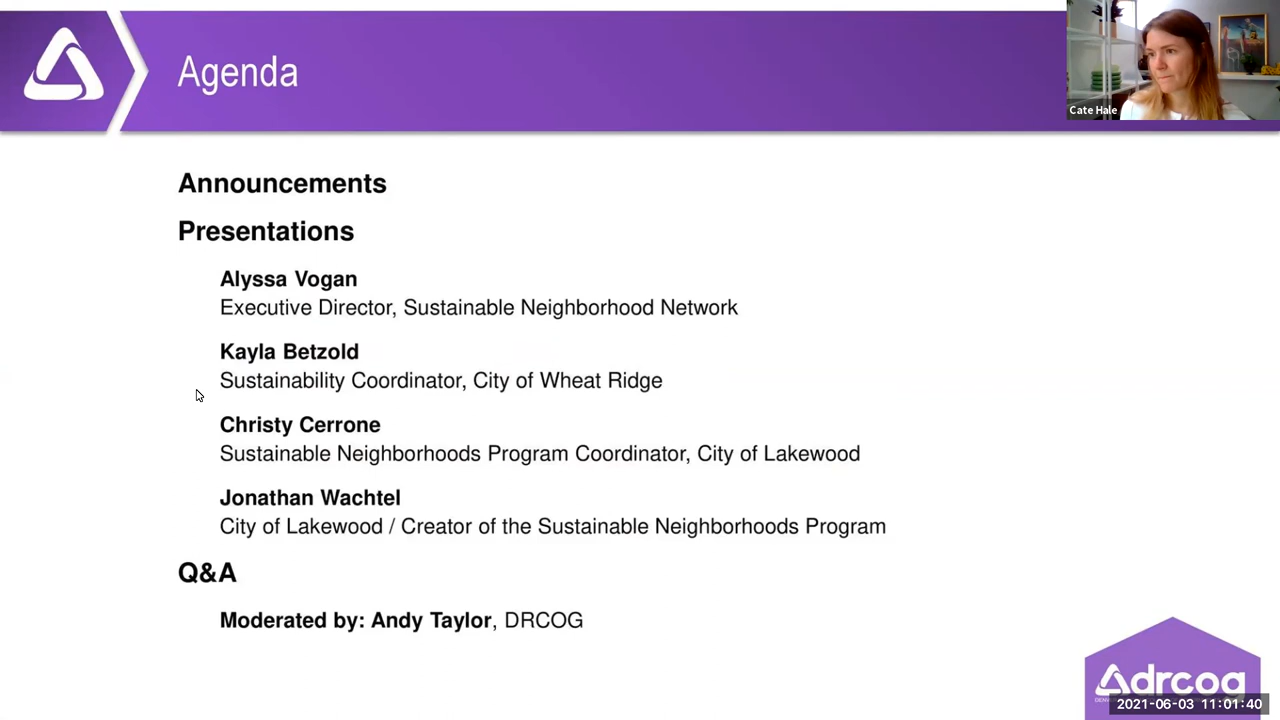 Agenda
Cate Hale
Announcements
Presentations
Alyssa Vogan
Executive Director, Sustainable Neighborhood Network
Kayla Betzold
Sustainability Coordinator, City of Wheat Ridge
Christy Cerrone
Sustainable Neighborhoods Program Coordinator, City of Lakewood
Jonathan Wachtel
City of Lakewood / Creator of the Sustainable Neighborhoods Program
Q&A
Moderated by: Andy Taylor, DRCOG
drcog
2021-06-03 11:01:40